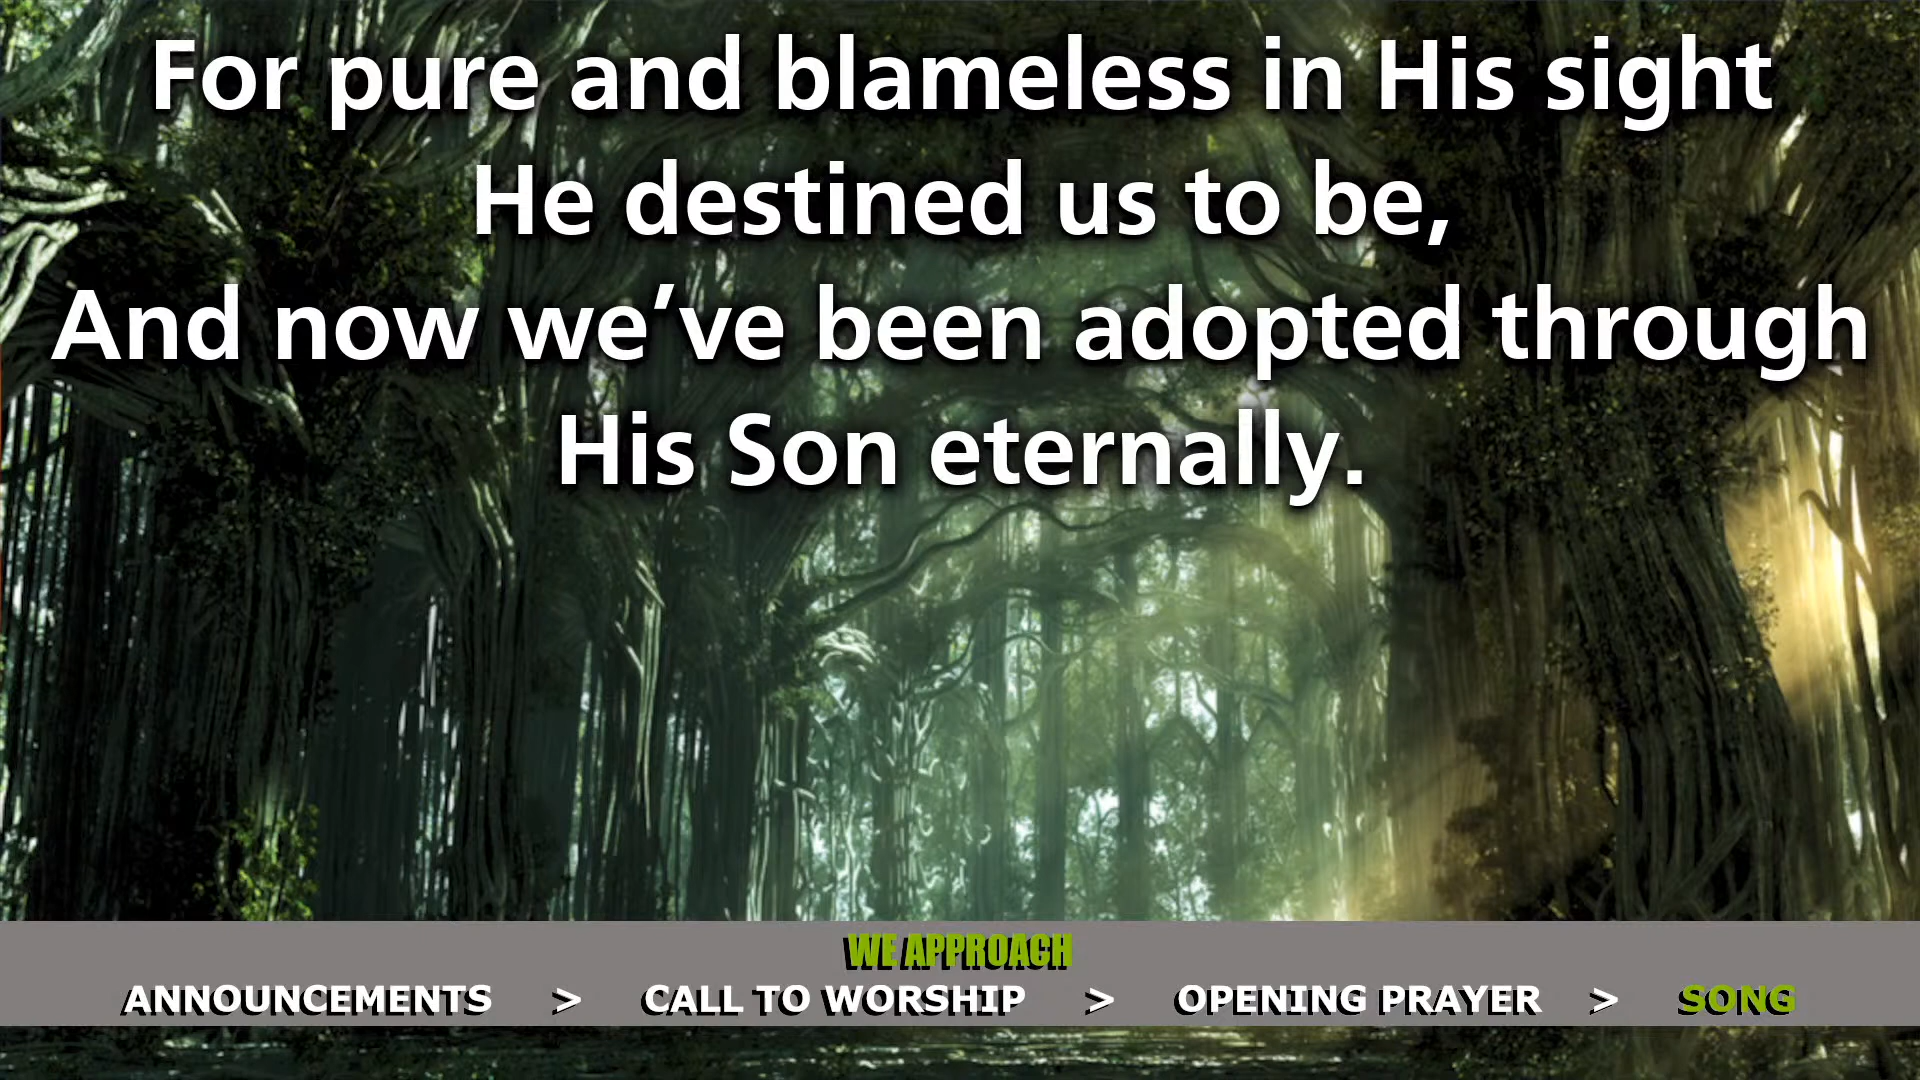 For pure and blameless in His sight
He destined us to be,
And now we’ve been adopted through
His Son eternally.
WE APPROACH
ANNOUNCEMENTS > CALL TO WORSHIP > OPENING PRAYER > SONG